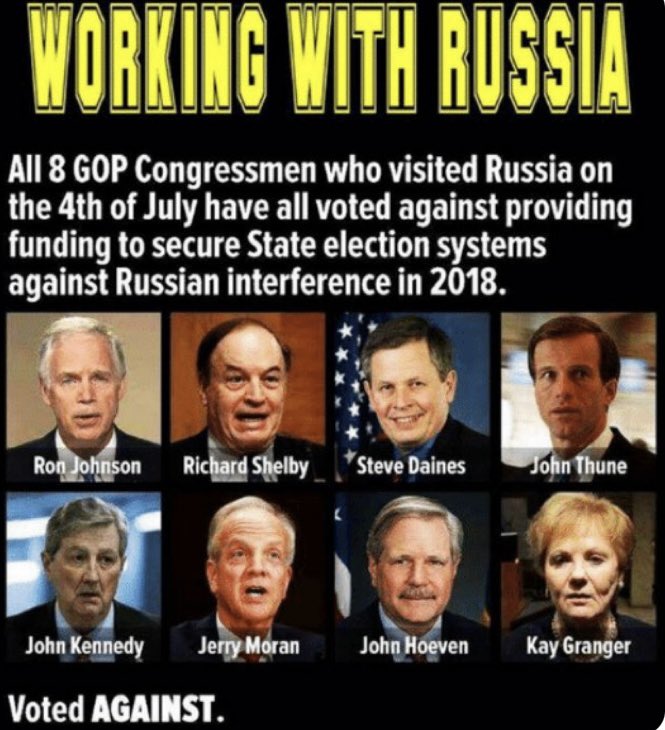 WORKING WITH RUSSIA
All 8 GOP Congressmen who visited Russia on
the 4th of July have all voted against providing
funding to secure State election systems
against Russian interference in 2018.
Ron Johnson
Richard Shelby
Steve Daines
John Thune
John Kennedy
Jerry Moran
John Hoeven
Kay Granger
Voted AGAINST.